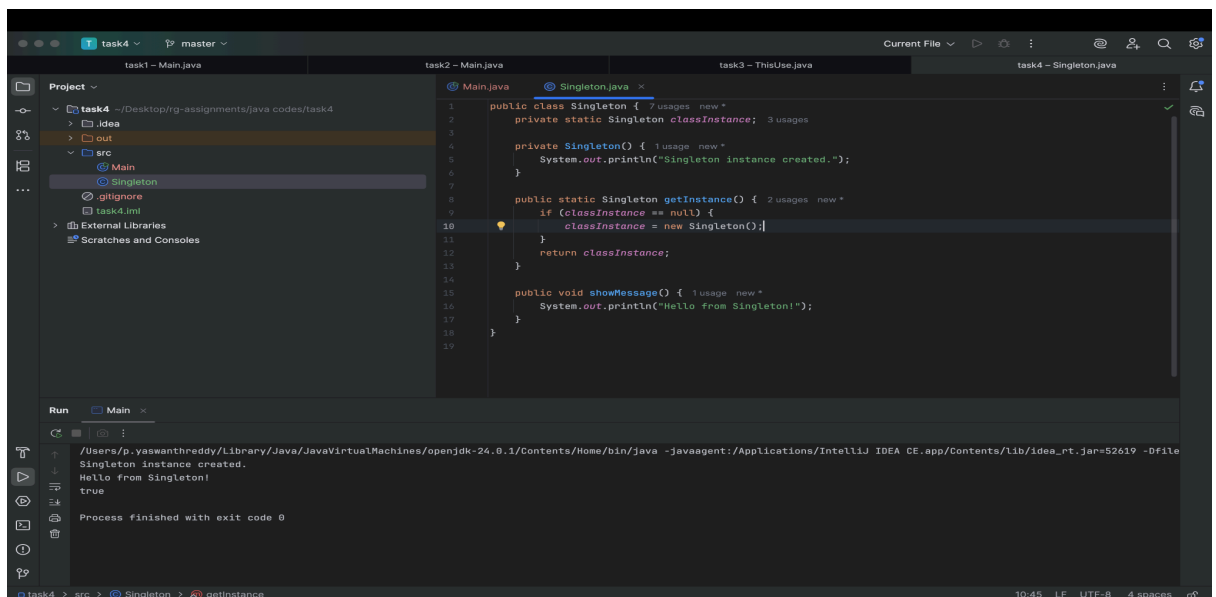 task4 master Current File
task1 – Main.java task2 – Main.java task3 – ThisUse.java task4 – Singleton.java
Project
task4 ~/Desktop/rg-assignments/java codes/task4
.idea
out
src
Main
Singleton
.gitignore
task4.iml
External Libraries
Scratches and Consoles
Main.java Singleton.java
1 public class Singleton { 7 usages new *
2 private static Singleton classInstance; 3 usages
3
4 private Singleton() { 1 usage new *
5 System.out.println("Singleton instance created.");
6 }
7
8 public static Singleton getInstance() { 2 usages new *
9 if (classInstance == null) {
10 classInstance = new Singleton();
11 }
12 return classInstance;
13 }
14
15 public void showMessage() { 1 usage new *
16 System.out.println("Hello from Singleton!");
17 }
18 }
19
Run Main
/Users/p.yaswanthreddy/Library/Java/JavaVirtualMachines/openjdk-24.0.1/Contents/Home/bin/java -javaagent:/Applications/IntelliJ IDEA CE.app/Contents/lib/idea_rt.jar=52619 -Dfile
Singleton instance created.
Hello from Singleton!
true
Process finished with exit code 0
task4 > src > Singleton > getInstance 10:45 LF UTF-8 4 spaces